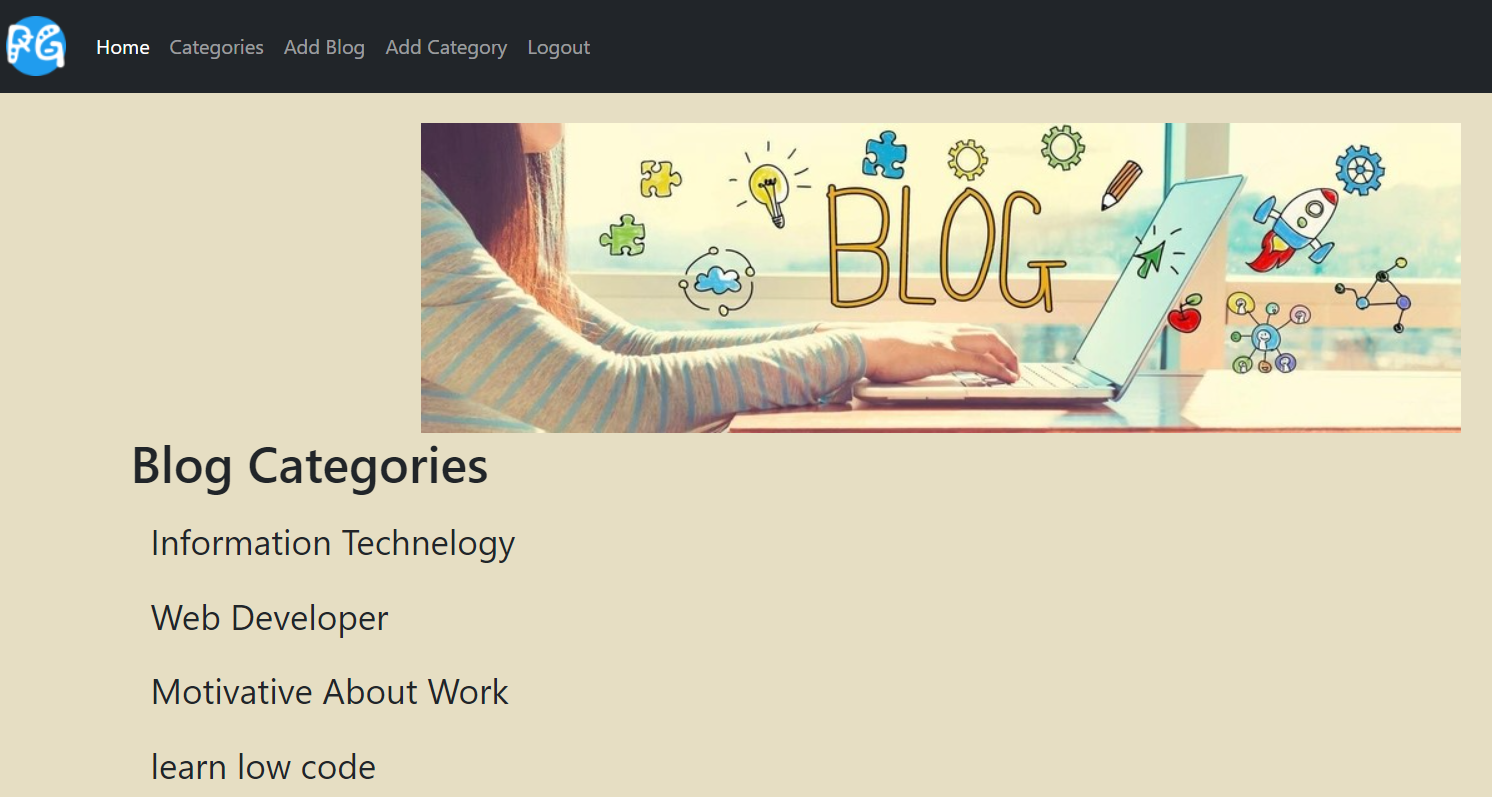 RG
Home Categories Add Blog Add Category Logout
BLOG
Blog Categories
Information Technelogy
Web Developer
Motivative About Work
learn low code